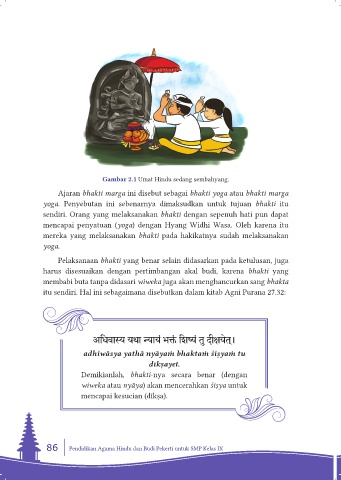 Gambar 2.1 Umat Hindu sedang sembahyang.
Ajaran bhakti marga ini disebut sebagai bhakti yoga atau bhakti marga
yoga. Penyebutan ini sebenarnya dimaksudkan untuk tujuan bhakti itu
sendiri. Orang yang melaksanakan bhakti dengan sepenuh hati pun dapat
mencapai penyatuan (yoga) dengan Hyang Widhi Wasa. Oleh karena itu
mereka yang melaksanakan bhakti pada hakikatnya sudah melaksanakan
yoga.
Pelaksanaan bhakti yang benar selain didasarkan pada ketulusan, juga
harus disesuaikan dengan pertimbangan akal budi, karena bhakti yang
membabi buta tanpa didasari wiweka juga akan menghancurkan sang bhakta
itu sendiri. Hal ini sebagaimana disebutkan dalam kitab Agni Purana 27.32:
अधिवास्य यथा न्यायं भक्तं शिष्यं तु दीक्षयेत्।
adhiwāsya yathā nyāyaṁ bhaktaṁ śiṣyaṁ tu
dīkṣayet.
Demikianlah, bhakti-nya secara benar (dengan
wiweka atau nyāya) akan mencerahkan śiṣya untuk
mencapai kesucian (dīkṣa).
86 Pendidikan Agama Hindu dan Budi Pekerti untuk SMP Kelas IX